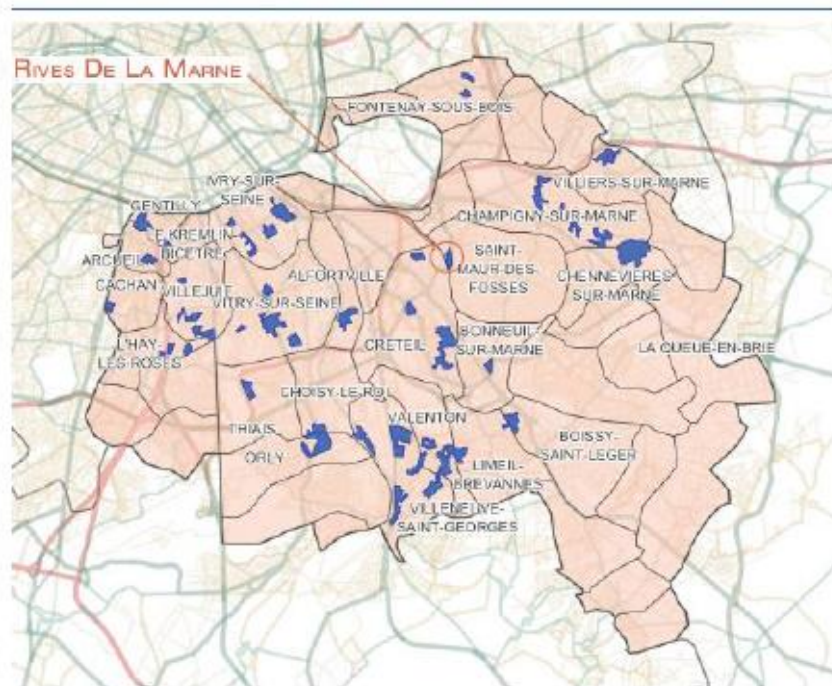 RIVES DE LA MARNE
FONTENAY-SOUS-BOIS
IVRY-SUR-
SEINE
GENTILLY
VILLIERS-SUR-MARNE
CHAMPIGNY-SUR-MARNE
E KREMLIN
BICETRE
ARCUEIL
CACHAN
VILLEJUIF
ALFORTVILLE
VITRY-SUR-SEINE
SAINT-
MAUR-DES-
FOSSES
CHENNEVIERES
SUR-MARNE
L'HAY-
LES-ROSES
CRETEIL
BONNEUIL-
SUR-MARNE
LA QUEUE-EN-BRIE
CHOISY-LE-ROI
THIAIS
ORLY
VALENTON
BOISSY-
SAINT-LEGER
LIMEIL-
BREVANNES
VILLENEUVE-
SAINT-GEORGES